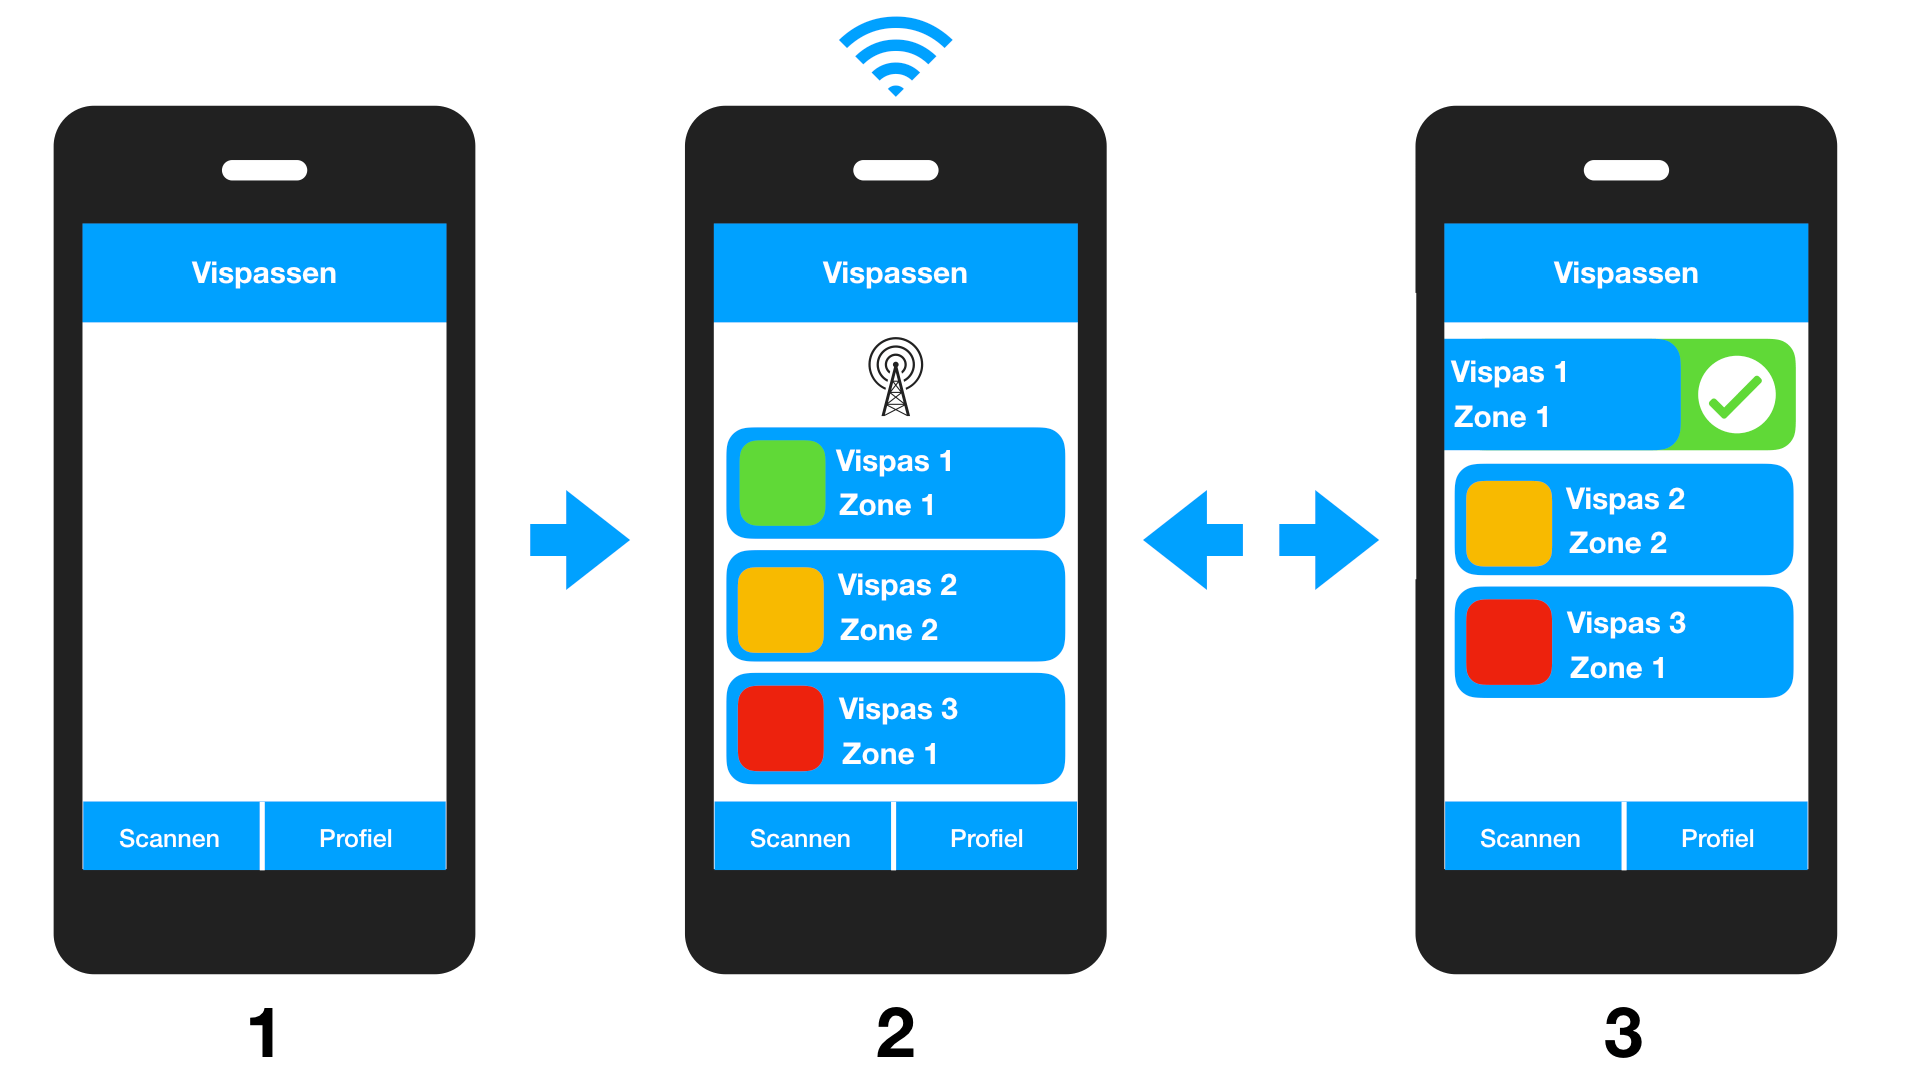 Vispassen
Scannen
Profiel
1
Vispassen
Vispas 1
Zone 1
Vispas 2
Zone 2
Vispas 3
Zone 1
Scannen
Profiel
2
Vispassen
Vispas 1
Zone 1
Vispas 2
Zone 2
Vispas 3
Zone 1
Scannen
Profiel
3